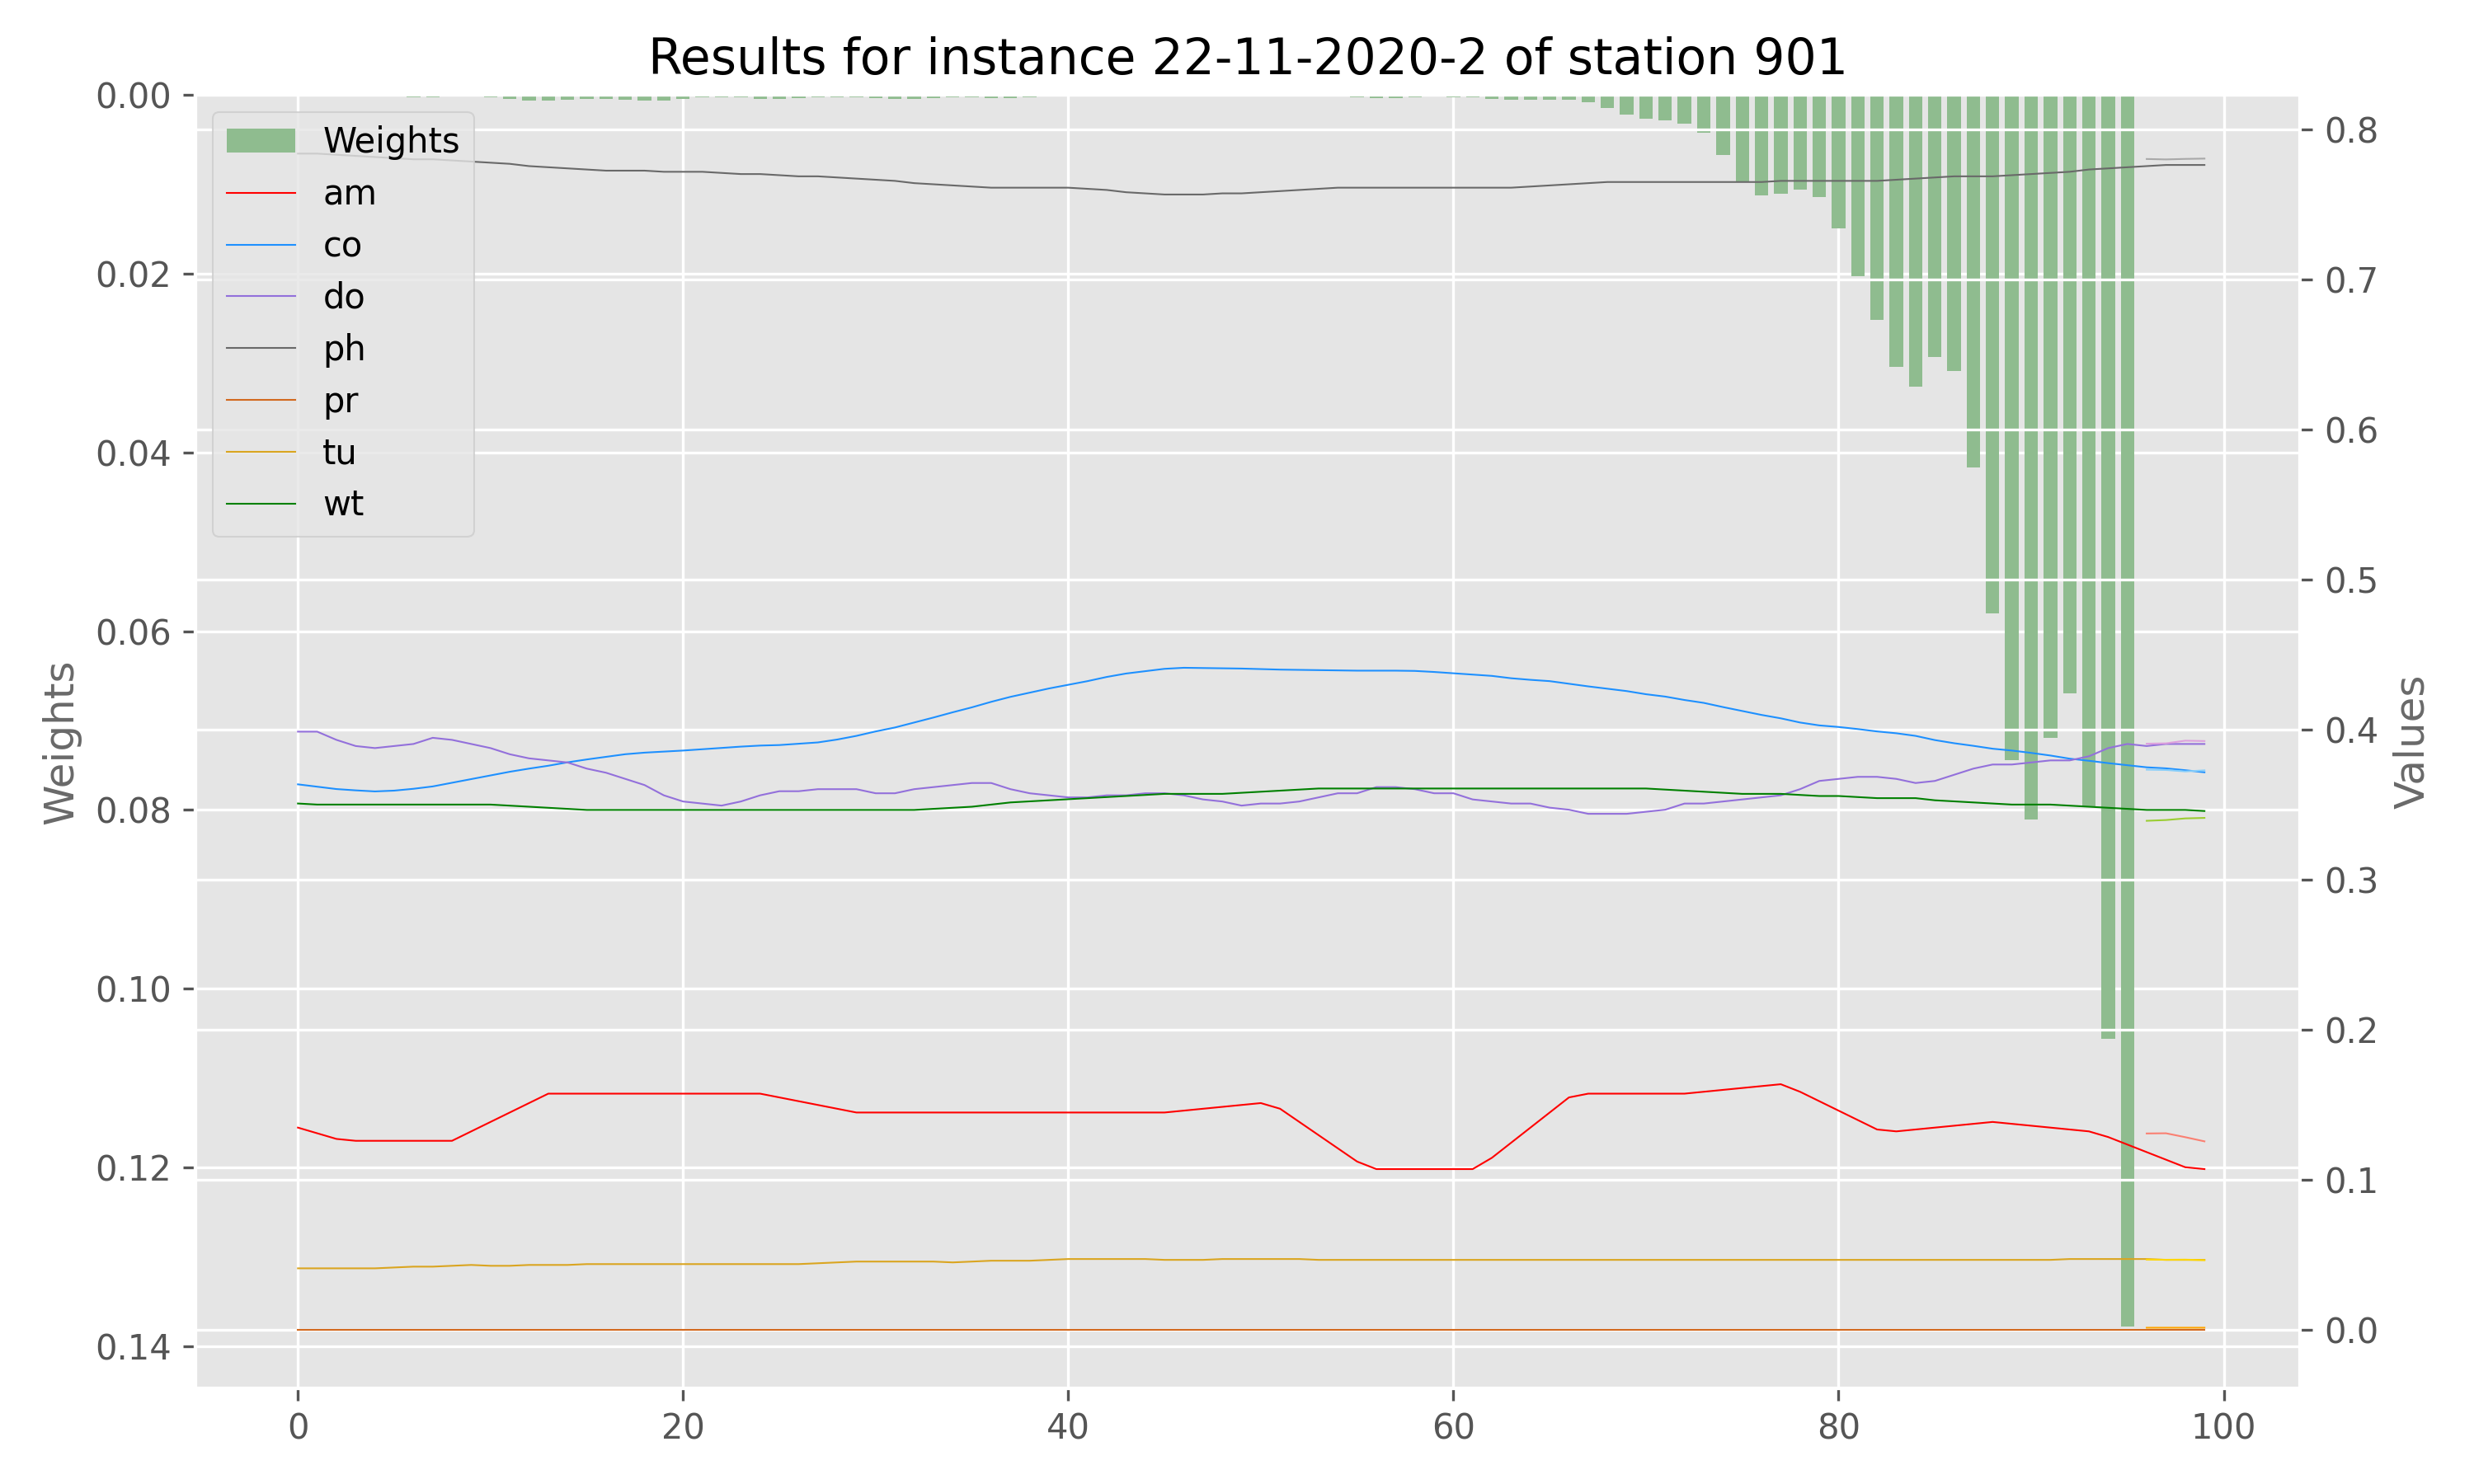 Results for instance 22-11-2020-2 of station 901
Weights
am
co
do
ph
pr
tu
wt
0.00
0.02
0.04
0.06
0.08
0.10
0.12
0.14
Weights
0.8
0.7
0.6
0.5
0.4
0.3
0.2
0.1
0.0
Values
0 20 40 60 80 100